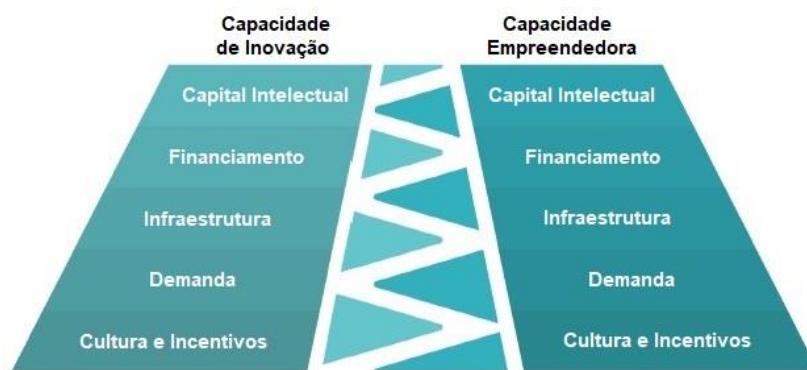 Capacidade
de Inovação
Capacidade
Empreendedora
Capital Intelectual
Capital Intelectual
Financiamento
Financiamento
Infraestrutura
Infraestrutura
Demanda
Demanda
Cultura e Incentivos
Cultura e Incentivos